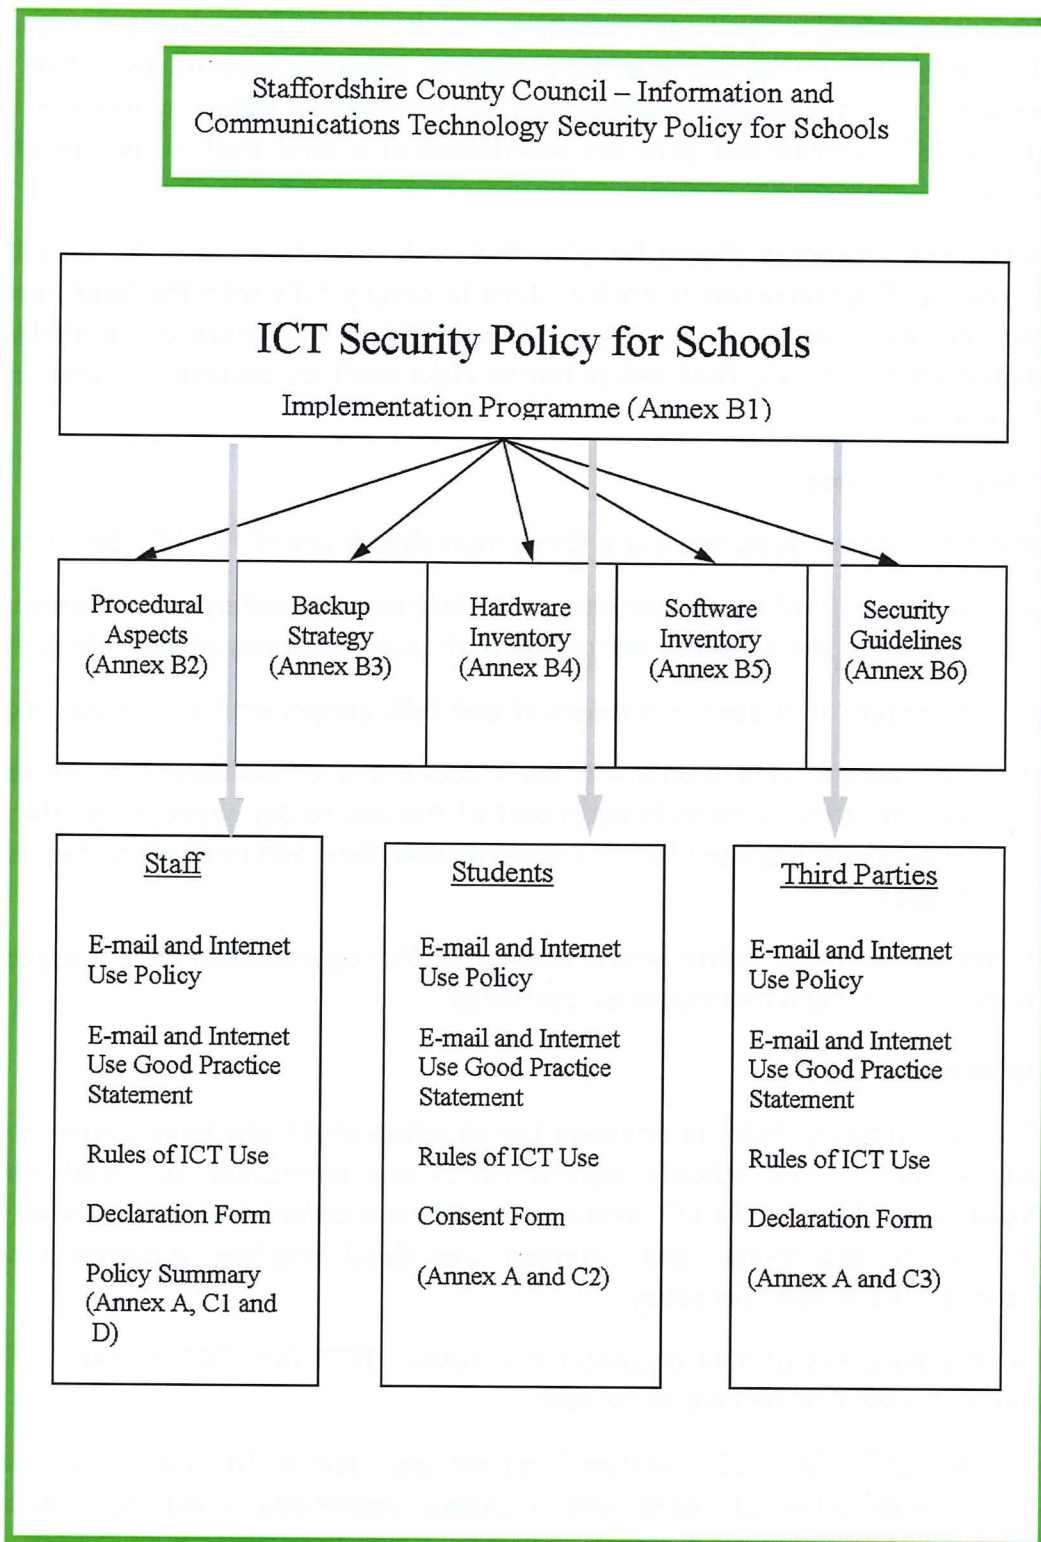 Staffordshire County Council – Information and
Communications Technology Security Policy for Schools
ICT Security Policy for Schools
Implementation Programme (Annex B1)
Procedural
Aspects
(Annex B2)
Backup
Strategy
(Annex B3)
Hardware
Inventory
(Annex B4)
Software
Inventory
(Annex B5)
Security
Guidelines
(Annex B6)
Staff
E-mail and Internet
Use Policy
E-mail and Internet
Use Good Practice
Statement
Rules of ICT Use
Declaration Form
Policy Summary
(Annex A, C1 and
D)
Students
E-mail and Internet
Use Policy
E-mail and Internet
Use Good Practice
Statement
Rules of ICT Use
Consent Form
(Annex A and C2)
Third Parties
E-mail and Internet
Use Policy
E-mail and Internet
Use Good Practice
Statement
Rules of ICT Use
Declaration Form
(Annex A and C3)